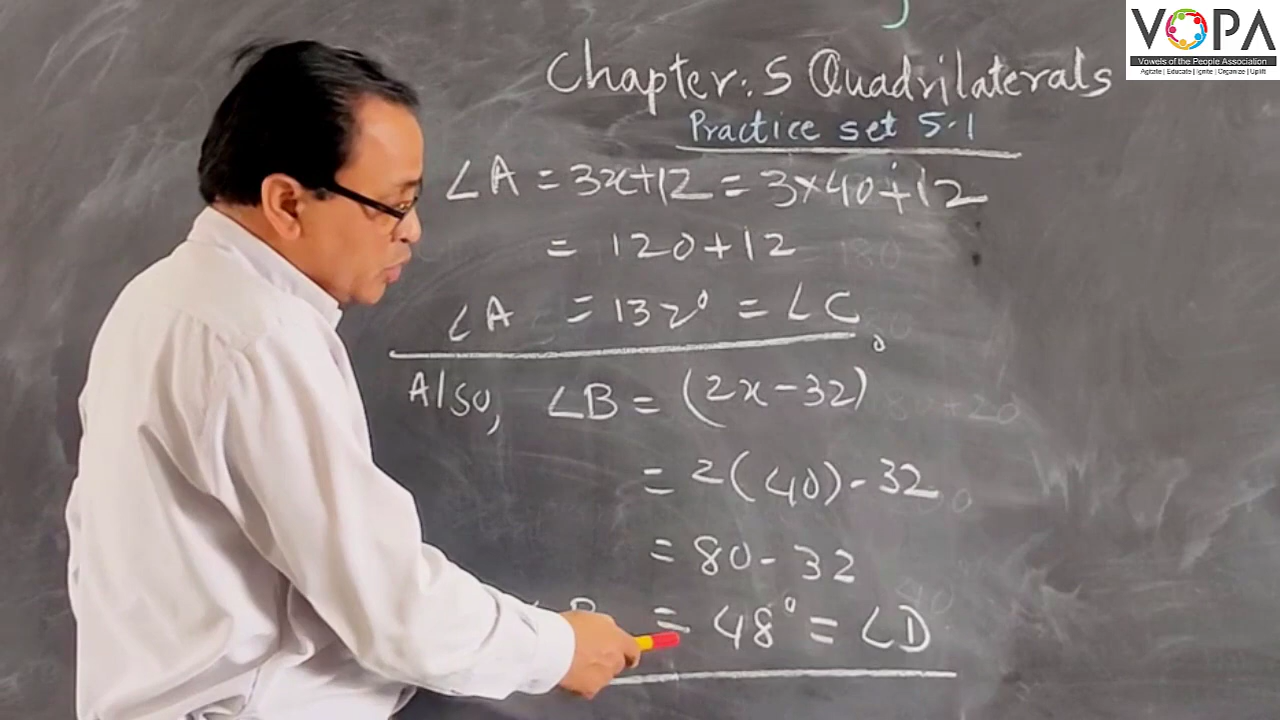 VOPA
Vowels of the People Association
Agitate | Educate | Ignite | Organize | Uplift
Chapter: 5 Quadrilaterals
Practice set 5.1
∠A = 3x+12 = 3×40+12
= 120+12
∠A = 132° = ∠C
Also, ∠B = (2x-32)°
= 2(40)-32
= 80-32
= 48° = ∠D